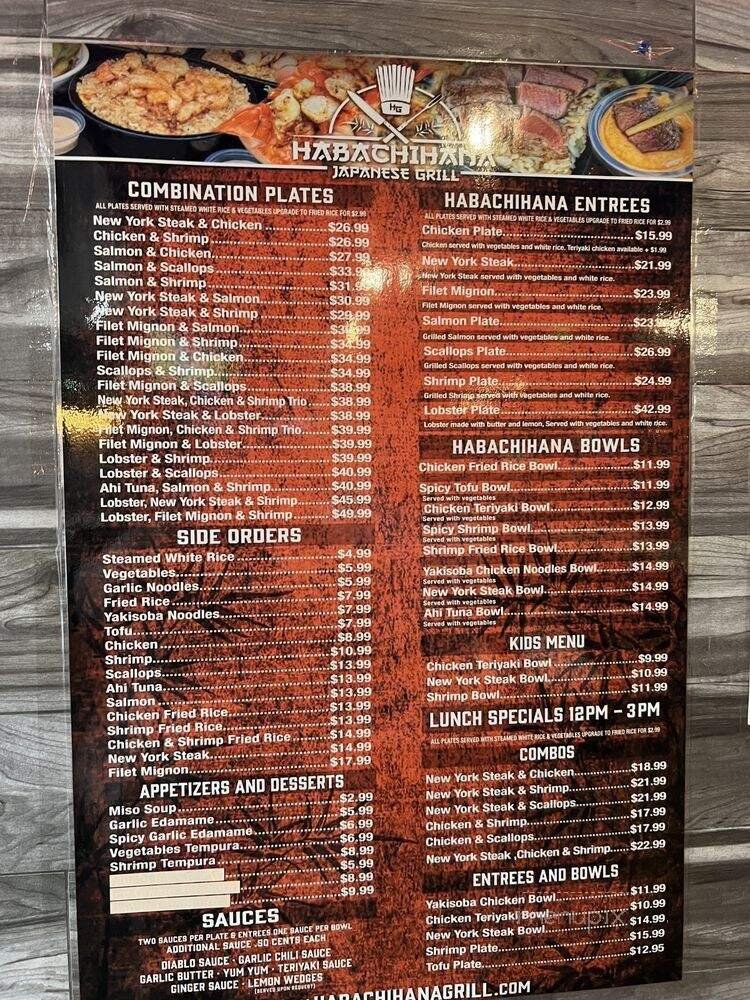 HG
HABACHIHANA
JAPANESE GRILL
COMBINATION PLATES
ALL PLATES SERVED WITH STEAMED WHITE RICE & VEGETABLES UPGRADE TO FRIED RICE FOR $2.99
New York Steak & Chicken $26.99
Chicken & Shrimp $26.99
Salmon & Chicken
Salmon & Scallops
Salmon & Shrimp
New York Steak & Salmon $30.99
New York Steak & Shrimp $29.99
Filet Mignon & Salmon
Filet Mignon & Shrimp
Filet Mignon & Chicken $34.99
Scallops & Shrimp $34.99
Filet Mignon & Scallops $38.99
New York Steak, Chicken & Shrimp Trio $38.99
New York Steak & Lobster $38.99
Filet Mignon, Chicken & Shrimp Trio $39.99
Filet Mignon & Lobster $39.99
Lobster & Shrimp $39.99
Lobster & Scallops $40.99
Ahi Tuna, Salmon & Shrimp $40.99
Lobster, New York Steak & Shrimp $45.99
Lobster, Filet Mignon & Shrimp $49.99
SIDE ORDERS
Steamed White Rice $4.99
Vegetables $5.99
Garlic Noodles $5.99
Fried Rice $7.99
Yakisoba Noodles $7.99
Tofu $7.99
Chicken $8.99
Shrimp $10.99
Scallops $13.99
Ahi Tuna $13.99
Salmon $13.99
Chicken Fried Rice $13.99
Shrimp Fried Rice $13.99
Chicken & Shrimp Fried Rice $14.99
New York Steak $14.99
Filet Mignon $17.99
APPETIZERS AND DESSERTS
Miso Soup $2.99
Garlic Edamame $5.99
Spicy Garlic Edamame $6.99
Vegetables Tempura $6.99
Shrimp Tempura $8.99
$5.99
$8.99
$9.99
SAUCES
TWO SAUCES PER PLATE & ENTREES ONE SAUCE PER BOWL
ADDITIONAL SAUCE .90 CENTS EACH
DIABLO SAUCE · GARLIC CHILI SAUCE
GARLIC BUTTER · YUM YUM · TERIYAKI SAUCE
GINGER SAUCE · LEMON WEDGES
(SERVED UPON REQUEST)
HABACHIHANA ENTREES
ALL PLATES SERVED WITH STEAMED WHITE RICE & VEGETABLES UPGRADE TO FRIED RICE FOR $2.99
Chicken Plate $15.99
Chicken served with vegetables and white rice. Teriyaki chicken available + $1.99
New York Steak $21.99
New York Steak served with vegetables and white rice.
Filet Mignon $23.99
Filet Mignon served with vegetables and white rice.
Salmon Plate
Grilled Salmon served with vegetables and white rice.
Scallops Plate $26.99
Grilled Scallops served with vegetables and white rice.
Shrimp Plate $24.99
Grilled Shrimp served with vegetables and white rice.
Lobster Plate $42.99
Lobster made with butter and lemon, Served with vegetables and white rice.
HABACHIHANA BOWLS
Chicken Fried Rice Bowl $11.99
Spicy Tofu Bowl $11.99
Served with vegetables
Chicken Teriyaki Bowl $12.99
Served with vegetables
Spicy Shrimp Bowl $13.99
Served with vegetables
Shrimp Fried Rice Bowl $13.99
Yakisoba Chicken Noodles Bowl $14.99
Served with vegetables
New York Steak Bowl $14.99
Served with vegetables
Ahi Tuna Bowl $14.99
Served with vegetables
KIDS MENU
Chicken Teriyaki Bowl $9.99
New York Steak Bowl $10.99
Shrimp Bowl $11.99
LUNCH SPECIALS 12PM - 3PM
ALL PLATES SERVED WITH STEAMED WHITE RICE & VEGETABLES UPGRADE TO FRIED RICE FOR $2.99
COMBOS
New York Steak & Chicken $18.99
New York Steak & Shrimp $21.99
New York Steak & Scallops $21.99
Chicken & Shrimp $17.99
Chicken & Scallops $17.99
New York Steak ,Chicken & Shrimp $22.99
ENTREES AND BOWLS
Yakisoba Chicken Bowl $11.99
Chicken Teriyaki Bowl $10.99
New York Steak Bowl $14.99
Shrimp Plate $15.99
Tofu Plate $12.95
HABACHIHANAGRILL.COM
menupix